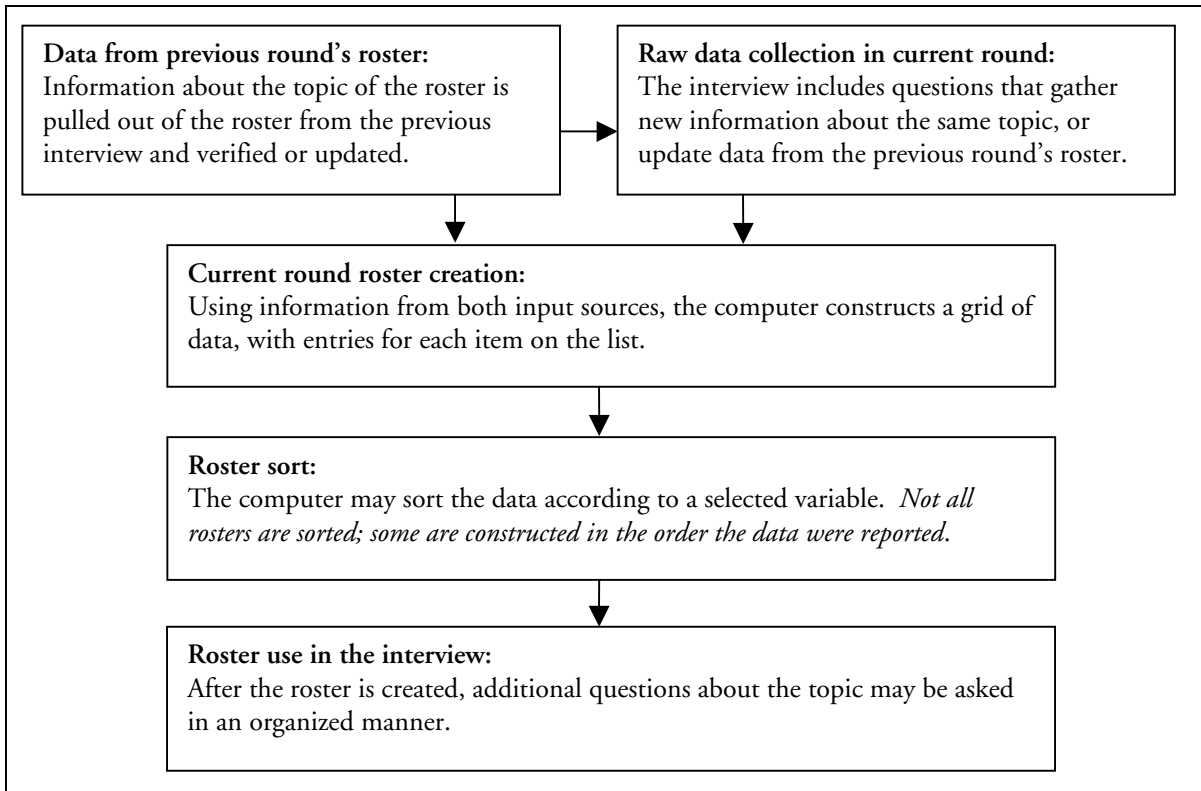 Data from previous round’s roster:
Information about the topic of the roster is
pulled out of the roster from the previous
interview and verified or updated.
Raw data collection in current round:
The interview includes questions that gather
new information about the same topic, or
update data from the previous round’s roster.
Current round roster creation:
Using information from both input sources, the computer constructs a grid of
data, with entries for each item on the list.
Roster sort:
The computer may sort the data according to a selected variable.  Not all
rosters are sorted; some are constructed in the order the data were reported.
Roster use in the interview:
After the roster is created, additional questions about the topic may be asked
in an organized manner.